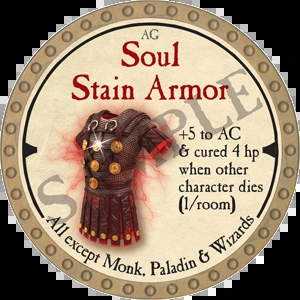 AG
Soul
Stain Armor
+5 to AC
& cured 4 hp
when other
character dies
(1/room)
SAMPLE
All except Monk, Paladin & Wizards